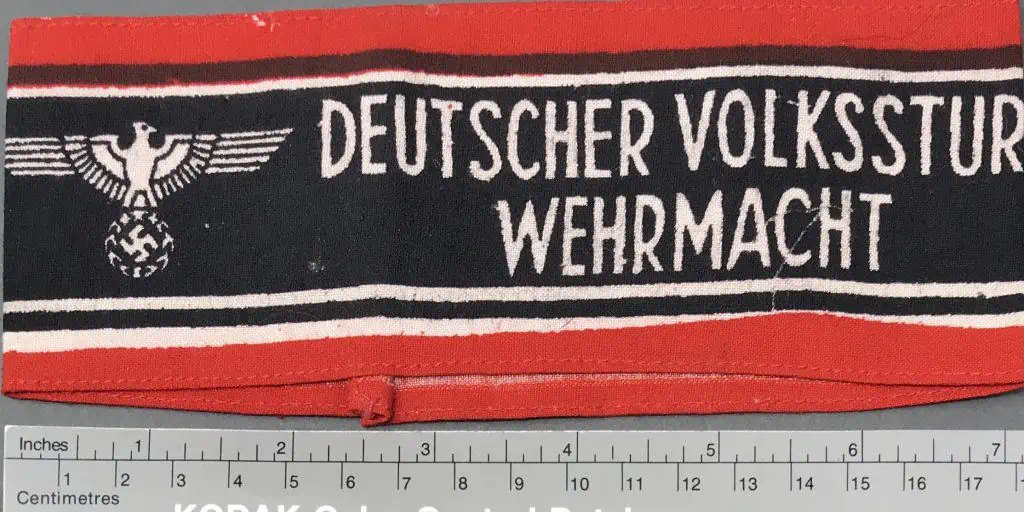 DEUTSCHER VOLKSSTUR
WEHRMACHT
Inches 1 2 3 4 5 6 7
1 2 3 4 5 6 7 8 9 10 11 12 13 14 15 16 17
Centimetres